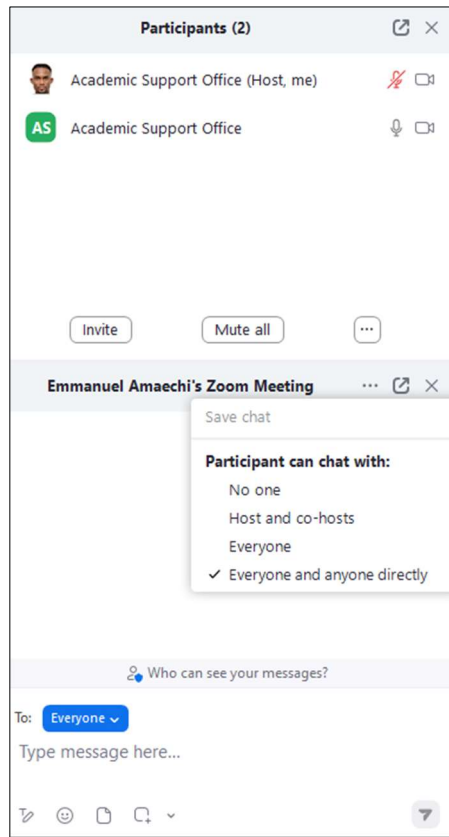 Participants (2)
Academic Support Office (Host, me)
AS Academic Support Office
Invite Mute all ...
Emmanuel Amaechi's Zoom Meeting ...
Save chat
Participant can chat with:
No one
Host and co-hosts
Everyone
✓ Everyone and anyone directly
Who can see your messages?
To: Everyone
Type message here...